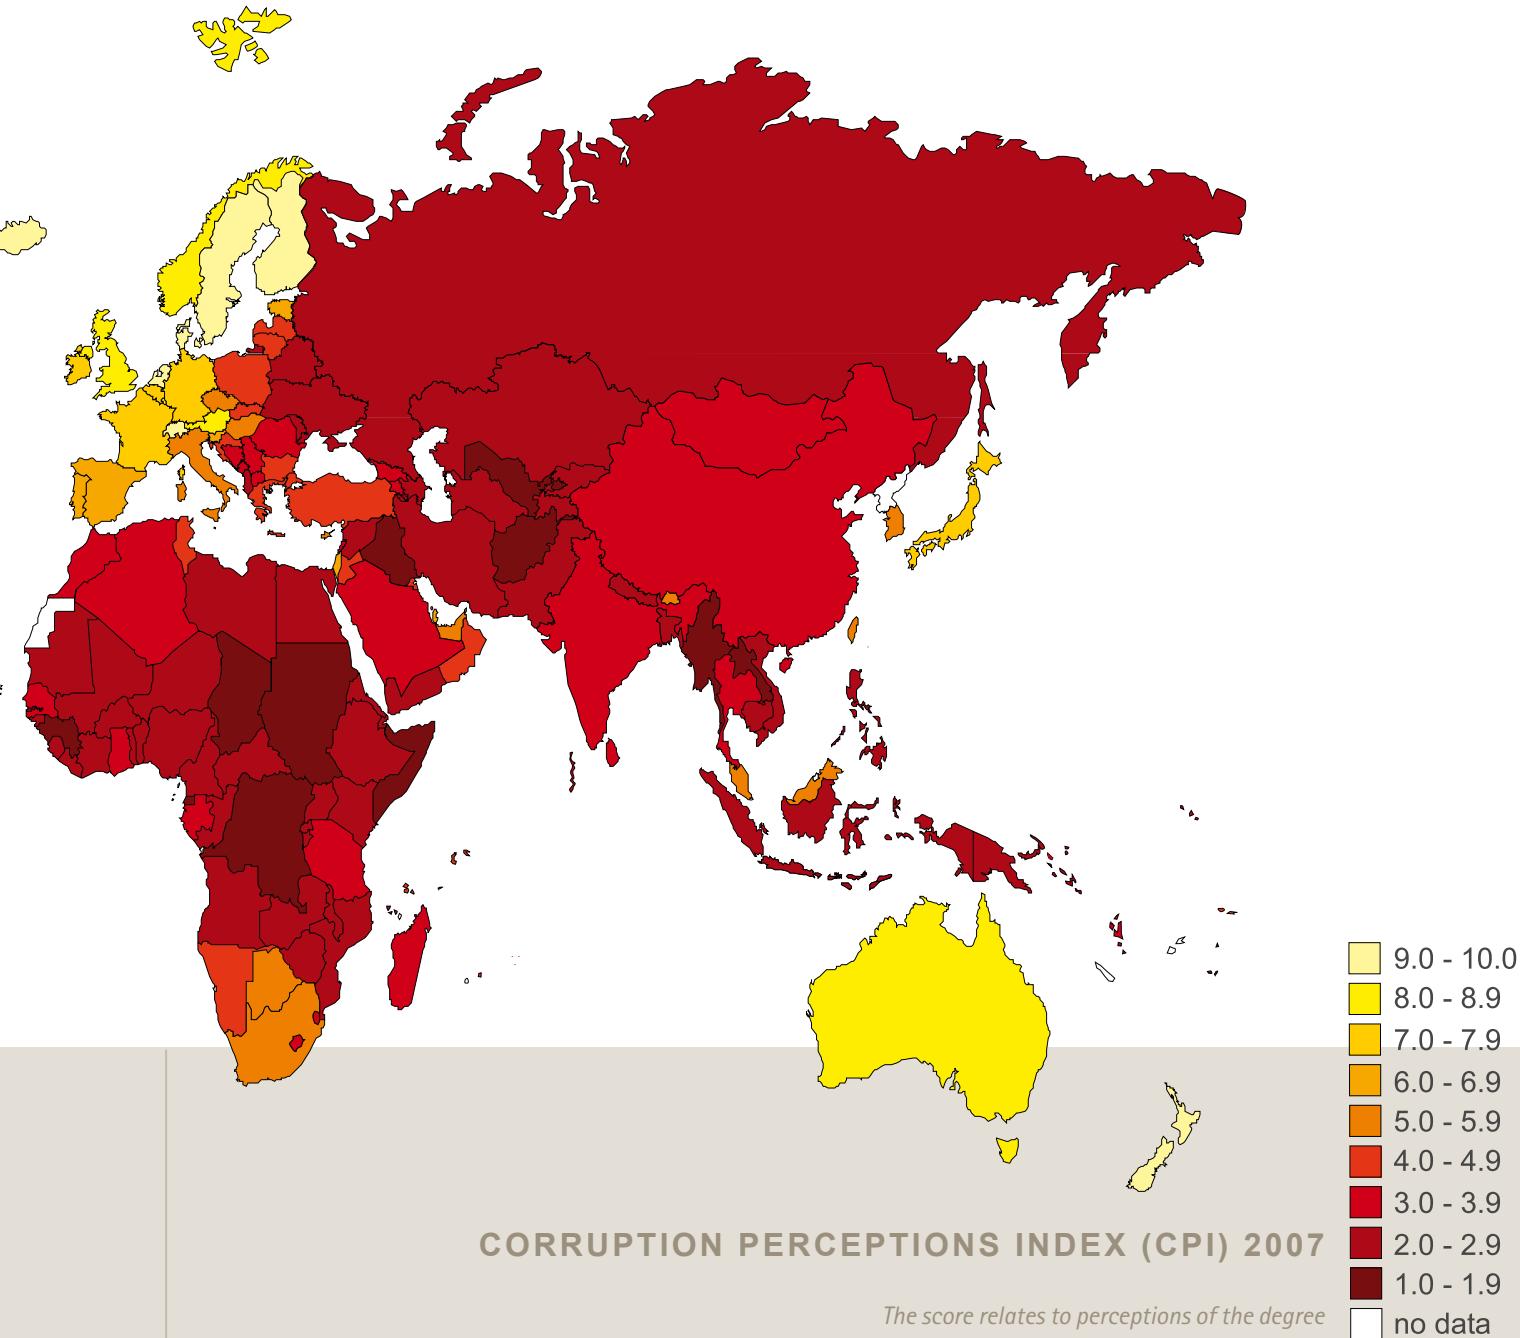 9.0 - 10.0
8.0 - 8.9
7.0 - 7.9
6.0 - 6.9
5.0 - 5.9
4.0 - 4.9
3.0 - 3.9
2.0 - 2.9
1.0 - 1.9
no data
CORRUPTION PERCEPTIONS INDEX (CPI) 2007
The score relates to perceptions of the degree